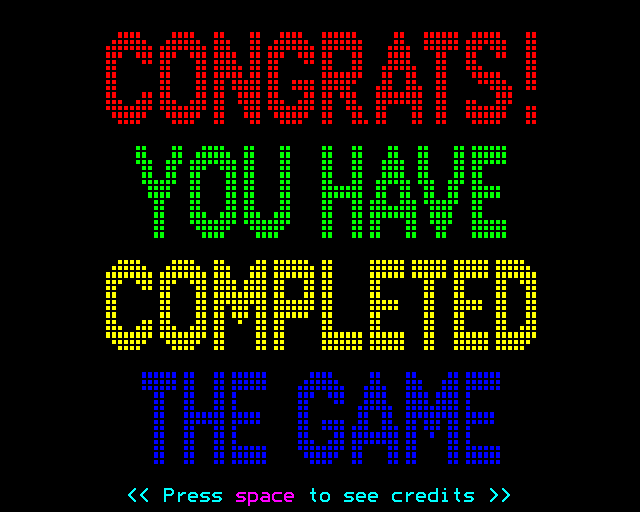 CONGRATS!
YOU HAVE
COMPLETED
THE GAME
<< Press space to see credits >>